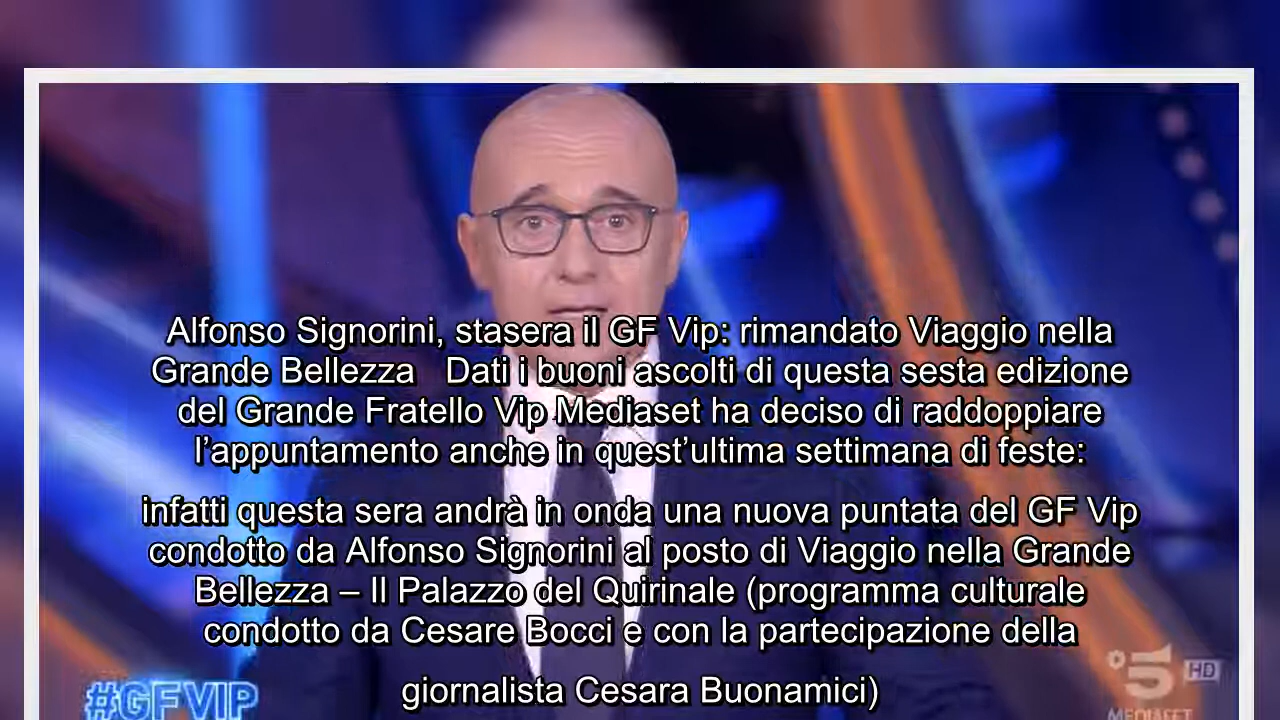 Alfonso Signorini, stasera il GF Vip: rimandato Viaggio nella
Grande Bellezza   Dati i buoni ascolti di questa sesta edizione
del Grande Fratello Vip Mediaset ha deciso di raddoppiare
l’appuntamento anche in quest’ultima settimana di feste:
infatti questa sera andrà in onda una nuova puntata del GF Vip
condotto da Alfonso Signorini al posto di Viaggio nella Grande
Bellezza – Il Palazzo del Quirinale (programma culturale
condotto da Cesare Bocci e con la partecipazione della
giornalista Cesara Buonamici)
#GFVIP
5 HD
MEDIASET